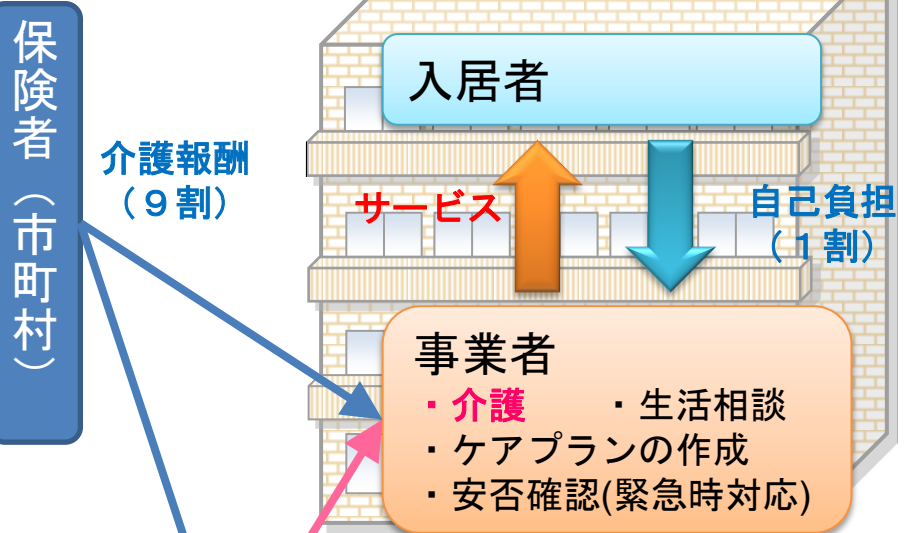 保険者（市町村）
介護報酬
（９割）
入居者
サービス
自己負担
（１割）
事業者
・介護　・生活相談
・ケアプランの作成
・安否確認(緊急時対応)